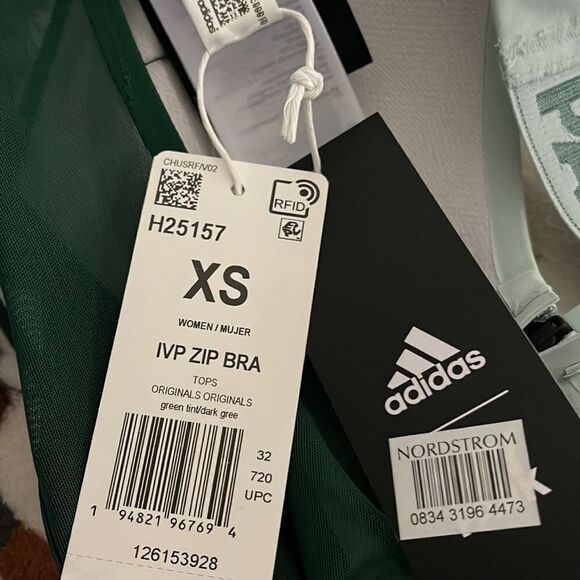 adidas
CHUSRF/V02
RFID
H25157
XS
WOMEN / MUJER
IVP ZIP BRA
TOPS
ORIGINALS ORIGINALS
green tint/dark gree
32
720
UPC
1 94821 96769 4
126153928
adidas
NORDSTROM
0834 3196 4473
k